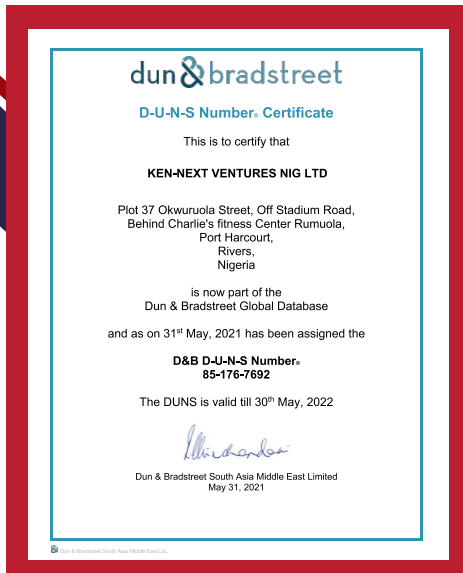 dun & bradstreet
D-U-N-S Number® Certificate
This is to certify that
KEN-NEXT VENTURES NIG LTD
Plot 37 Okwuruola Street, Off Stadium Road,
Behind Charlie's fitness Center Rumuola,
Port Harcourt,
Rivers,
Nigeria
is now part of the
Dun & Bradstreet Global Database
and as on 31st May, 2021 has been assigned the
D&B D-U-N-S Number®
85-176-7692
The DUNS is valid till 30th May, 2022
Dun & Bradstreet South Asia Middle East Limited
May 31, 2021
Dun & Bradstreet South Asia Middle East Ltd.